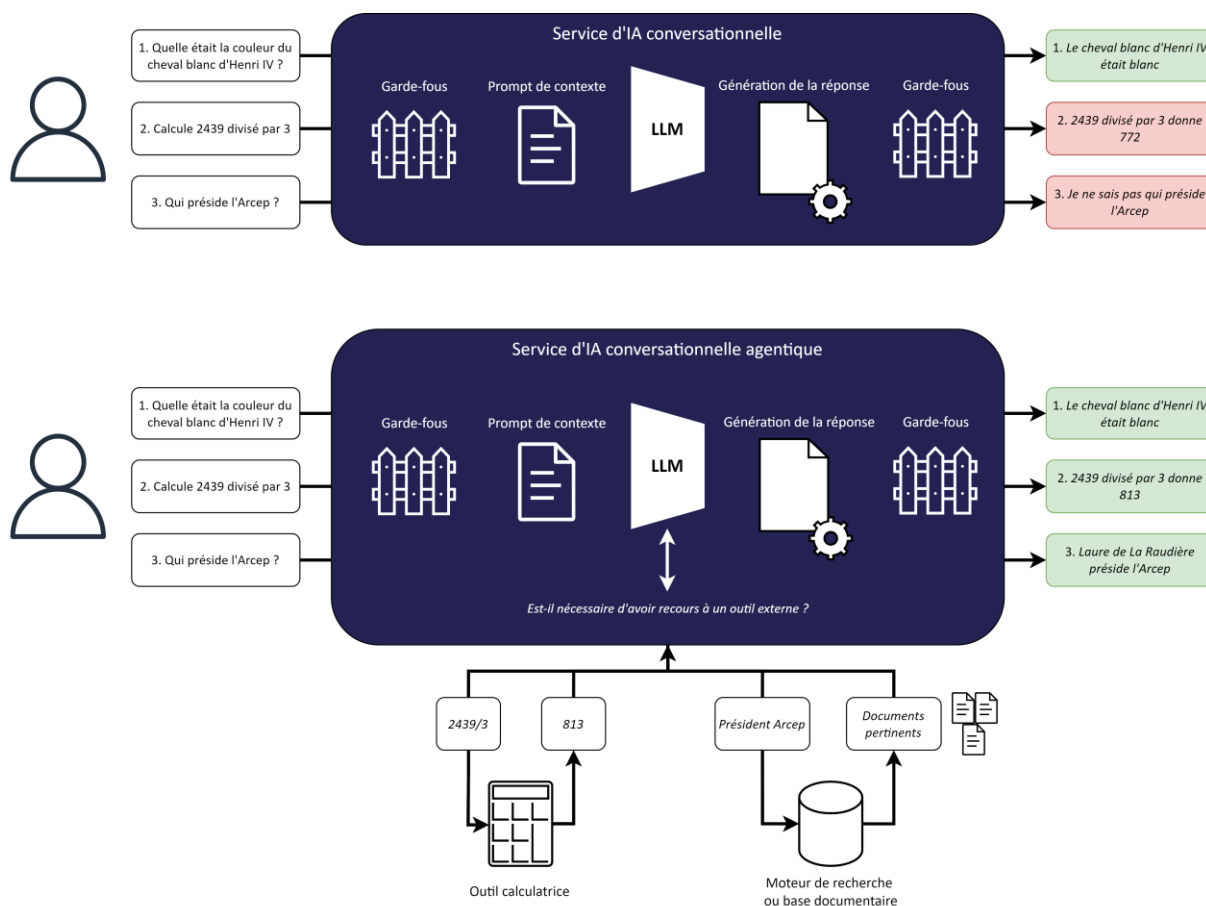 Service d'IA conversationnelle
1. Quelle était la couleur du
cheval blanc d'Henri IV ?
2. Calcule 2439 divisé par 3
3. Qui préside l'Arcep ?
Garde-fous
Prompt de contexte
LLM
Génération de la réponse
Garde-fous
1. Le cheval blanc d'Henri IV
était blanc
2. 2439 divisé par 3 donne
772
3. Je ne sais pas qui préside
l'Arcep
Service d'IA conversationnelle agentique
1. Quelle était la couleur du
cheval blanc d'Henri IV ?
2. Calcule 2439 divisé par 3
3. Qui préside l'Arcep ?
Garde-fous
Prompt de contexte
LLM
Génération de la réponse
Garde-fous
Est-il nécessaire d'avoir recours à un outil externe ?
1. Le cheval blanc d'Henri IV
était blanc
2. 2439 divisé par 3 donne
813
3. Laure de La Raudière
préside l'Arcep
2439/3
813
Président Arcep
Documents
pertinents
Outil calculatrice
Moteur de recherche
ou base documentaire